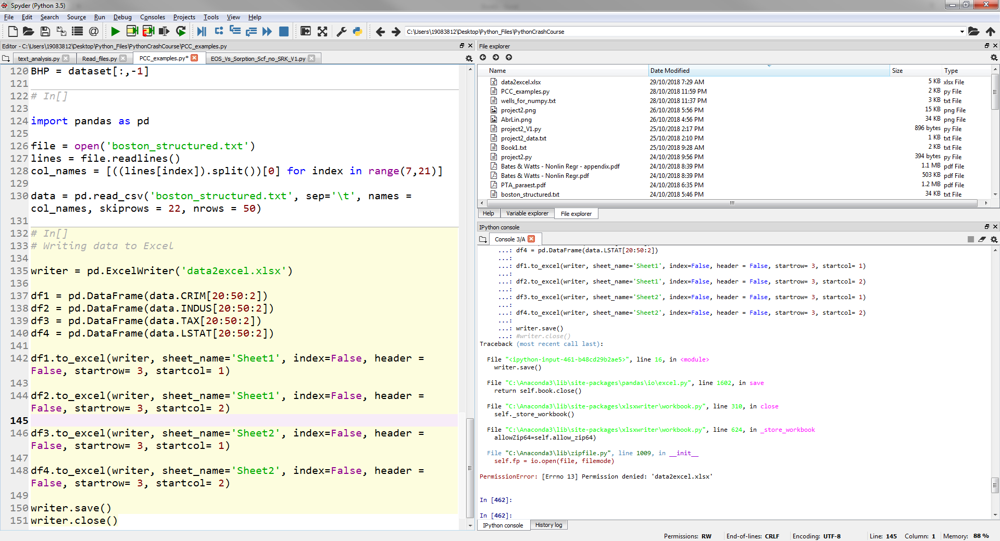 Spyder (Python 3.5)
File Edit Search Source Run Debug Consoles Projects Tools View Help
C:\Users\19083812\Desktop\Python_Files\PythonCrashCourse
Editor - C:\Users\19083812\Desktop\Python_Files\PythonCrashCourse\PCC_examples.py
text_analysis.py Read_files.py PCC_examples.py* EOS_Vs_Sorption_Scf_no_SRK_V1.py
120 BHP = dataset[:,-1]
121
122 # In[]
123
124 import pandas as pd
125
126 file = open('boston_structured.txt')
127 lines = file.readlines()
128 col_names = [((lines[index]).split())[0] for index in range(7,21)]
129
130 data = pd.read_csv('boston_structured.txt', sep='\t', names =
col_names, skiprows = 22, nrows = 50)
131
132 # In[]
133 # Writing data to Excel
134
135 writer = pd.ExcelWriter('data2excel.xlsx')
136
137 df1 = pd.DataFrame(data.CRIM[20:50:2])
138 df2 = pd.DataFrame(data.INDUS[20:50:2])
139 df3 = pd.DataFrame(data.TAX[20:50:2])
140 df4 = pd.DataFrame(data.LSTAT[20:50:2])
141
142 df1.to_excel(writer, sheet_name='Sheet1', index=False, header =
False, startrow= 3, startcol= 1)
143
144 df2.to_excel(writer, sheet_name='Sheet1', index=False, header =
False, startrow= 3, startcol= 2)
145
146 df3.to_excel(writer, sheet_name='Sheet2', index=False, header =
False, startrow= 3, startcol= 1)
147
148 df4.to_excel(writer, sheet_name='Sheet2', index=False, header =
False, startrow= 3, startcol= 2)
149
150 writer.save()
151 writer.close()
File explorer
Name Date Modified Size Type
data2excel.xlsx 29/10/2018 7:29 AM 5 KB xlsx File
PCC_examples.py 28/10/2018 11:59 PM 2 KB py File
wells_for_numpy.txt 28/10/2018 11:37 PM 3 KB txt File
project2.png 26/10/2018 5:56 PM 15 KB png File
AbrLin.png 26/10/2018 4:56 PM 34 KB png File
project2_V1.py 25/10/2018 2:17 PM 896 bytes py File
project2_data.txt 25/10/2018 2:10 PM 1 KB txt File
Book1.txt 25/10/2018 9:28 AM 2 KB txt File
project2.py 24/10/2018 9:56 PM 394 bytes py File
Bates & Watts - Nonlin Regr - appendix.pdf 24/10/2018 8:39 PM 1.1 MB pdf File
Bates & Watts - Nonlin Regr.pdf 24/10/2018 8:39 PM 503 KB pdf File
PTA_paraest.pdf 24/10/2018 6:35 PM 1.2 MB pdf File
boston_structured.txt 24/10/2018 5:46 PM 34 KB txt File
Help Variable explorer File explorer
IPython console
Console 3/A
...: df4 = pd.DataFrame(data.LSTAT[20:50:2])
...:
...: df1.to_excel(writer, sheet_name='Sheet1', index=False, header = False, startrow= 3, startcol= 1)
...:
...: df2.to_excel(writer, sheet_name='Sheet1', index=False, header = False, startrow= 3, startcol= 2)
...:
...: df3.to_excel(writer, sheet_name='Sheet2', index=False, header = False, startrow= 3, startcol= 1)
...:
...: df4.to_excel(writer, sheet_name='Sheet2', index=False, header = False, startrow= 3, startcol= 2)
...:
...: writer.save()
...: #writer.close()
Traceback (most recent call last):
File "<ipython-input-461-b48cd29b2ae5>", line 16, in <module>
writer.save()
File "C:\Anaconda3\lib\site-packages\pandas\io\excel.py", line 1602, in save
return self.book.close()
File "C:\Anaconda3\lib\site-packages\xlsxwriter\workbook.py", line 310, in close
self._store_workbook()
File "C:\Anaconda3\lib\site-packages\xlsxwriter\workbook.py", line 624, in _store_workbook
allowZip64=self.allow_zip64)
File "C:\Anaconda3\lib\zipfile.py", line 1009, in __init__
self.fp = io.open(file, filemode)
PermissionError: [Errno 13] Permission denied: 'data2excel.xlsx'
In [462]:
In [462]:
IPython console History log
Permissions: RW End-of-lines: CRLF Encoding: UTF-8 Line: 145 Column: 1 Memory: 88 %